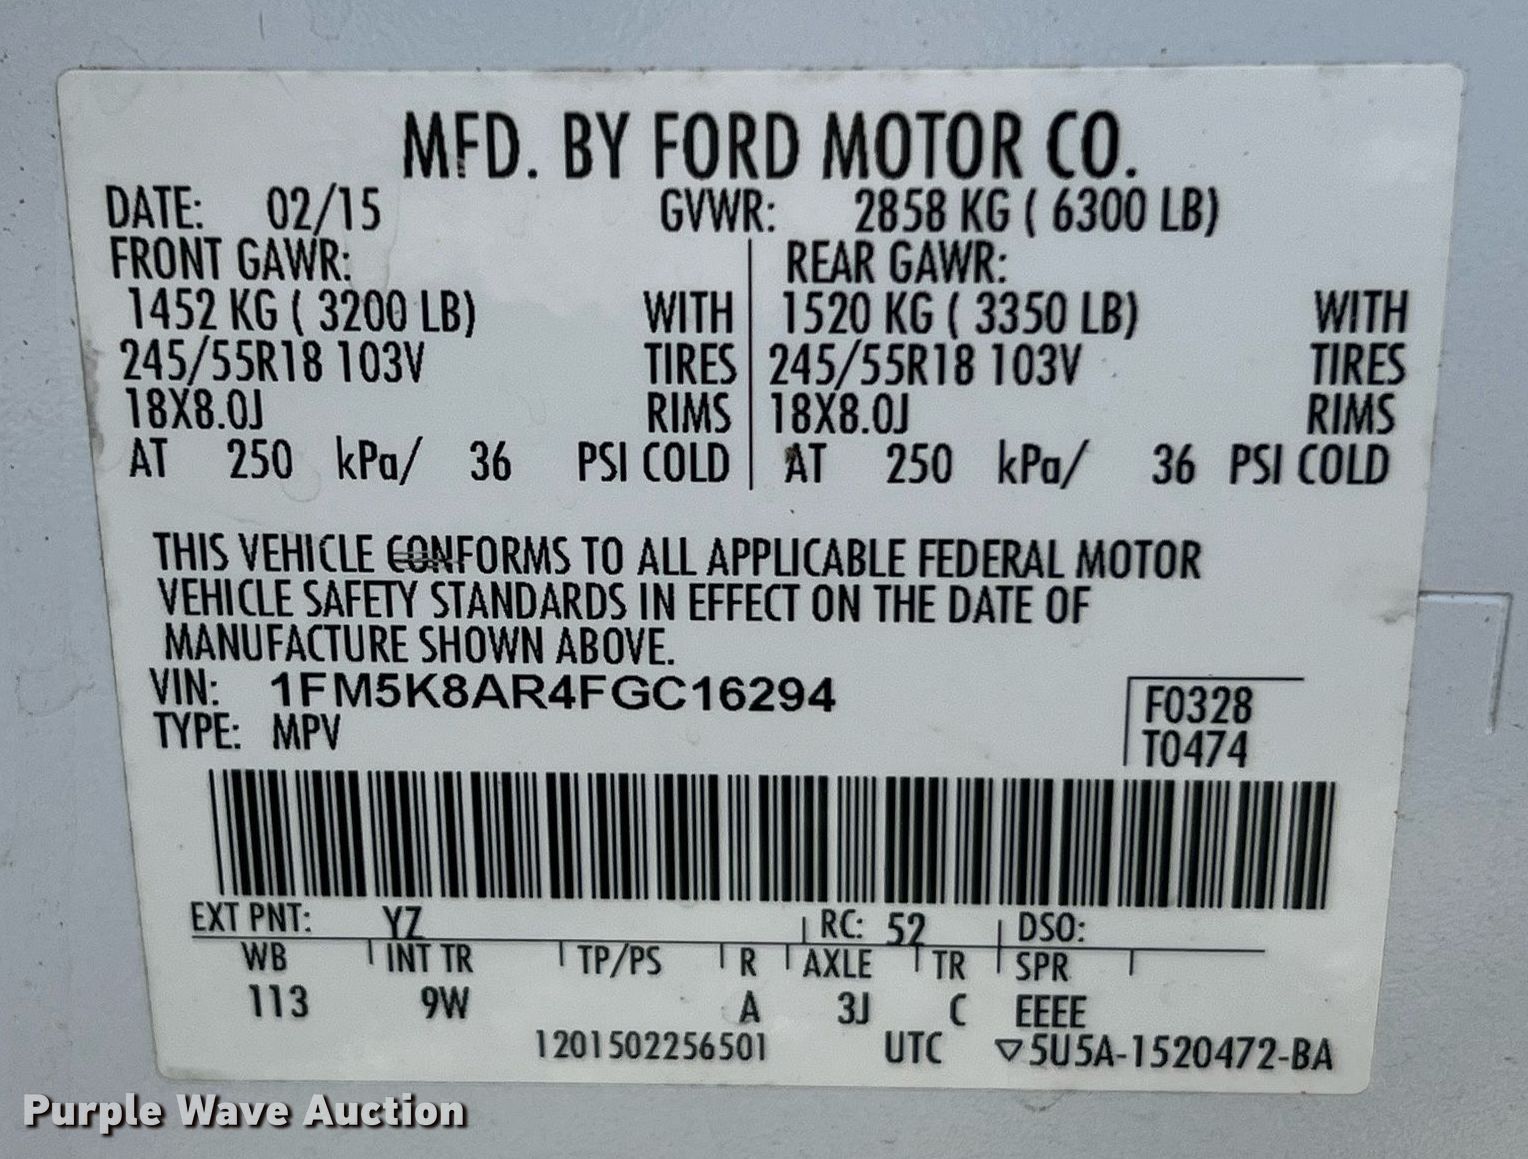 MFD. BY FORD MOTOR CO.
DATE: 02/15 GVWR: 2858 KG ( 6300 LB)
FRONT GAWR: REAR GAWR:
1452 KG ( 3200 LB) WITH 1520 KG ( 3350 LB) WITH
245/55R18 103V TIRES 245/55R18 103V TIRES
18X8.0J RIMS 18X8.0J RIMS
AT 250 kPa/ 36 PSI COLD AT 250 kPa/ 36 PSI COLD
THIS VEHICLE CONFORMS TO ALL APPLICABLE FEDERAL MOTOR
VEHICLE SAFETY STANDARDS IN EFFECT ON THE DATE OF
MANUFACTURE SHOWN ABOVE.
VIN: 1FM5K8AR4FGC16294 F0328
TYPE: MPV T0474
EXT PNT: YZ RC: 52 DSO:
WB INT TR TP/PS R AXLE TR SPR
113 9W A 3J C EEEE
1201502256501 UTC ▽5U5A-1520472-BA
Purple Wave Auction